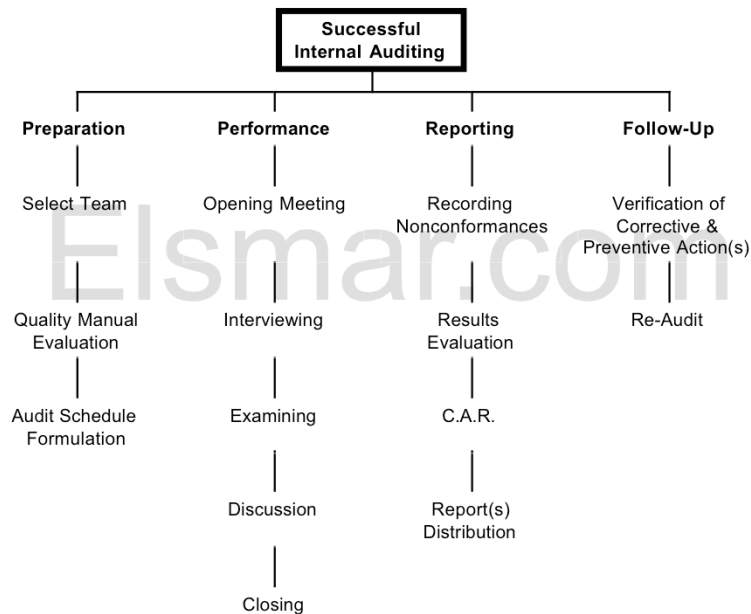 Successful
Internal Auditing
Preparation
Performance
Reporting
Follow-Up
Select Team
Opening Meeting
Recording
Nonconformances
Verification of
Corrective &
Preventive Action(s)
Elsmar.com
Quality Manual
Evaluation
Interviewing
Results
Evaluation
Re-Audit
Audit Schedule
Formulation
Examining
C.A.R.
Discussion
Report(s)
Distribution
Closing